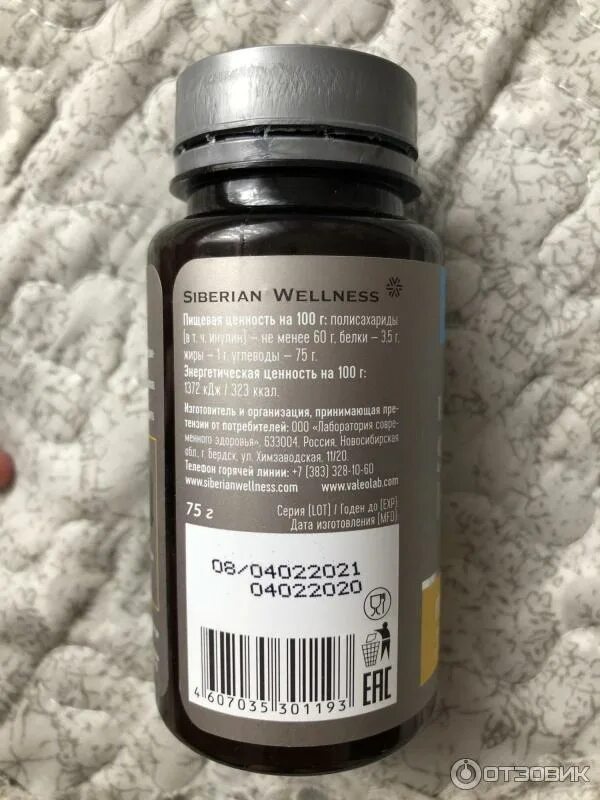 SIBERIAN WELLNESS
Пищевая ценность на 100 г: полисахариды
(в т. ч. инулин) – не менее 60 г, белки – 3,5 г,
жиры – 1 г, углеводы – 75 г.
Энергетическая ценность на 100 г:
1372 кДж / 323 ккал.
Изготовитель и организация, принимающая пре-
тензии от потребителей: ООО «Лаборатория совре-
менного здоровья», 633004, Россия, Новосибирская
обл., г. Бердск, ул. Химзаводская, 11/20.
Телефон горячей линии: +7 (383) 328-10-60
www.siberianwellness.com www.valeolab.com
75 г
Серия (LOT) / Годен до (EXP)
Дата изготовления (MFD)
08/04022021
04022020
4 607035 301193
EAC
ОТЗОВИК